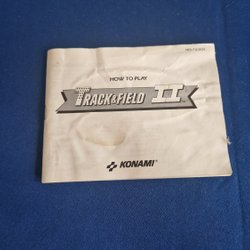 HOW TO PLAY
TRACK & FIELD II
KONAMI